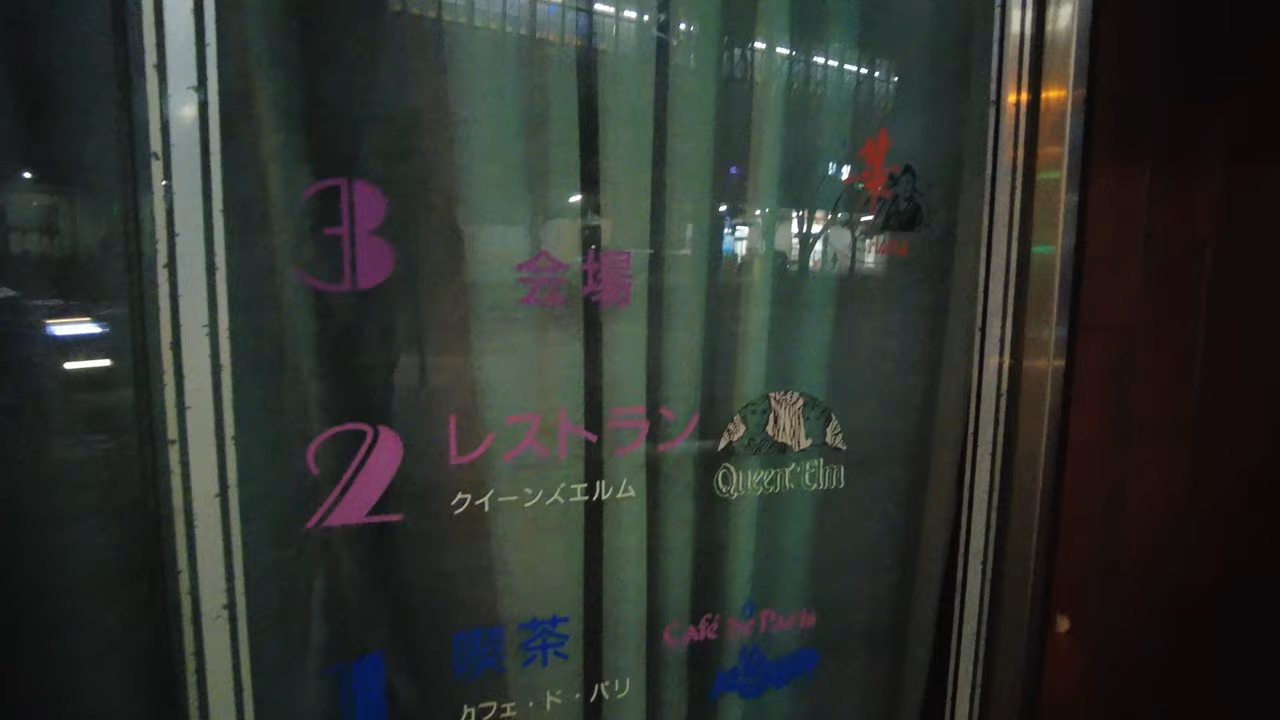 3
会場
2 レストラン
クイーンズエルム
Queen's Elm
1 喫茶
Café de Paris
カフェ・ド・パリ